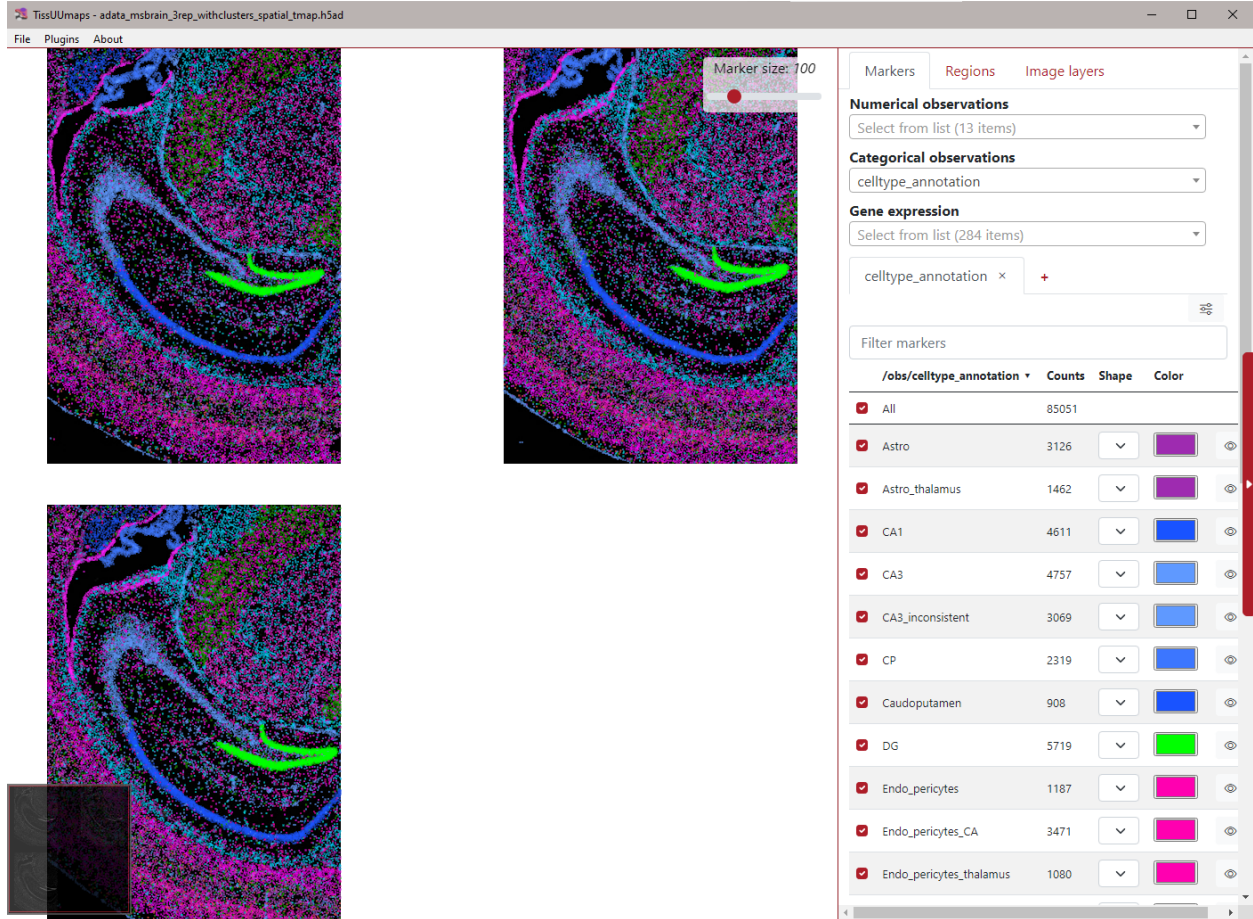 TissUUmaps - adata_msbrain_3rep_withclusters_spatial_tmap.h5ad
File Plugins About
Marker size: 100
Markers Regions Image layers
Numerical observations
Select from list (13 items)
Categorical observations
celltype_annotation
Gene expression
Select from list (284 items)
celltype_annotation × +
Filter markers
/obs/celltype_annotation Counts Shape Color
All 85051
Astro 3126
Astro_thalamus 1462
CA1 4611
CA3 4757
CA3_inconsistent 3069
CP 2319
Caudoputamen 908
DG 5719
Endo_pericytes 1187
Endo_pericytes_CA 3471
Endo_pericytes_thalamus 1080